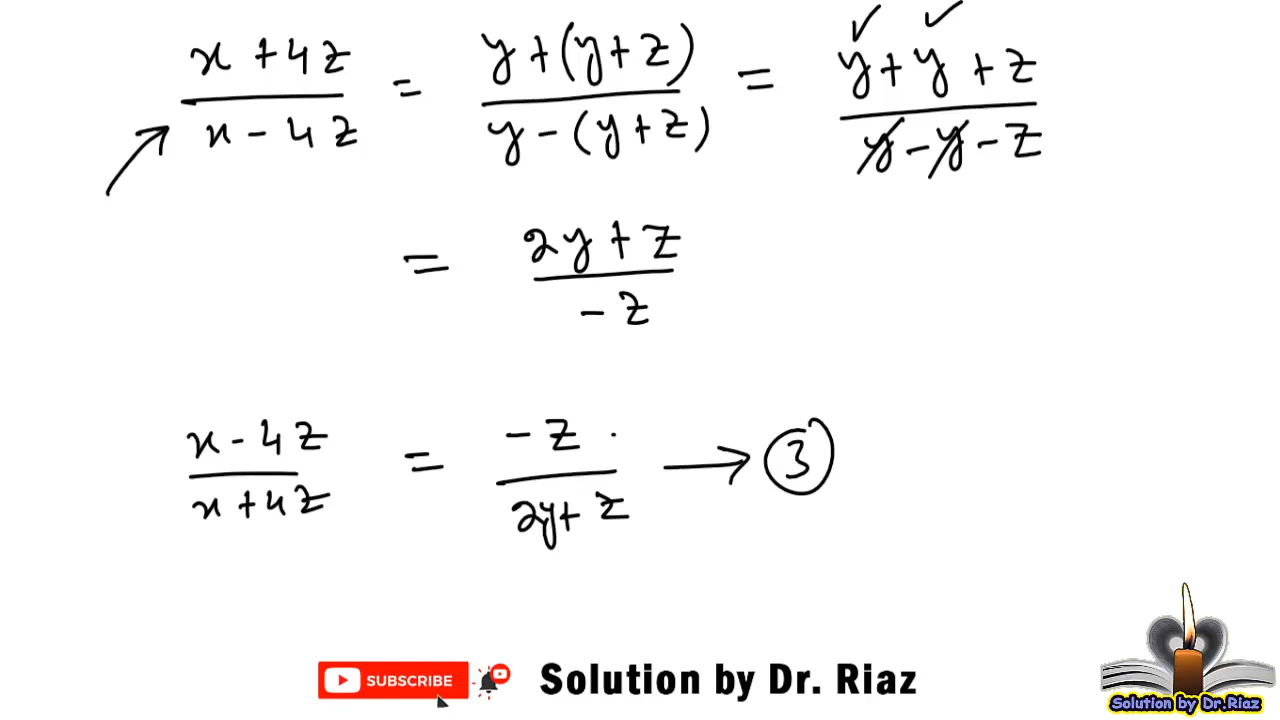 x + 4z / x - 4z = y + (y + z) / y - (y + z) = y + y + z / y - y - z
= 2y + z / - z
x - 4z / x + 4z = - z / 2y + z → 3
SUBSCRIBE Solution by Dr. Riaz
Solution by Dr.Riaz